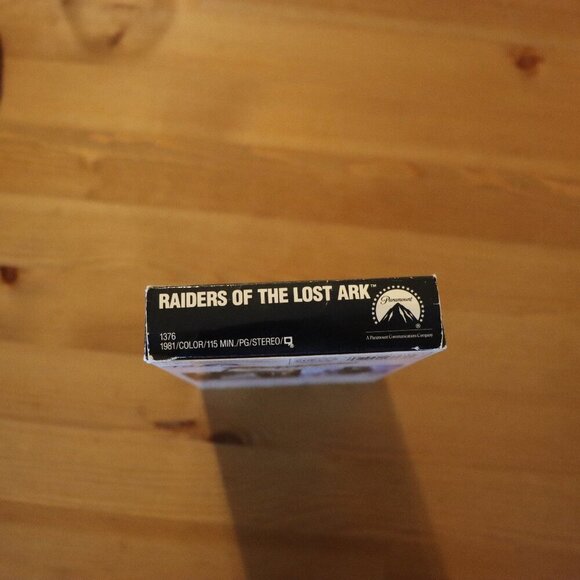 RAIDERS OF THE LOST ARK™
Paramount
®
1376
1981/COLOR/115 MIN./PG/STEREO/
A Paramount Communications Company